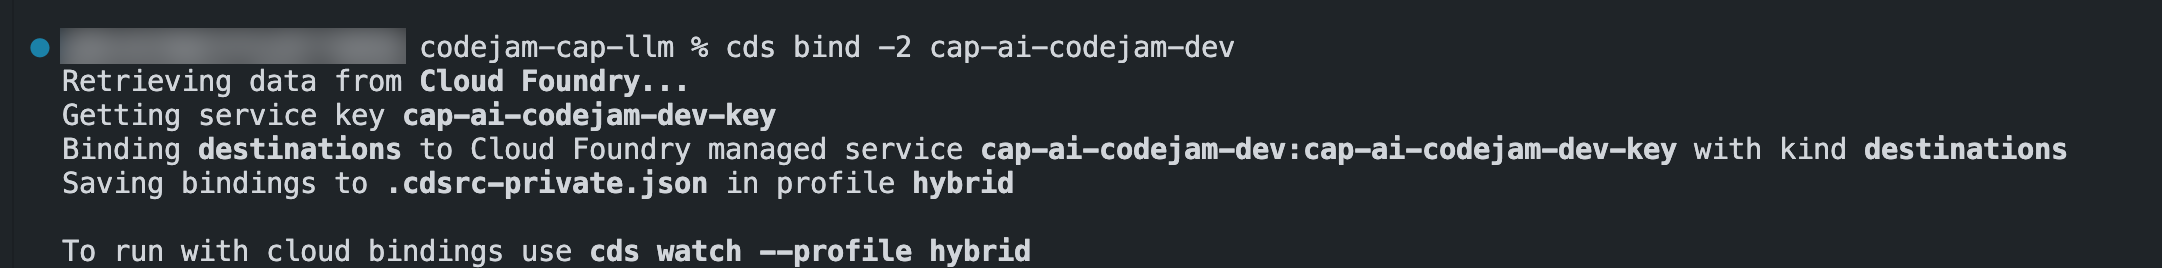 codejam-cap-llm % cds bind -2 cap-ai-codejam-dev
Retrieving data from Cloud Foundry...
Getting service key cap-ai-codejam-dev-key
Binding destinations to Cloud Foundry managed service cap-ai-codejam-dev:cap-ai-codejam-dev-key with kind destinations
Saving bindings to .cdsrc-private.json in profile hybrid
To run with cloud bindings use cds watch --profile hybrid